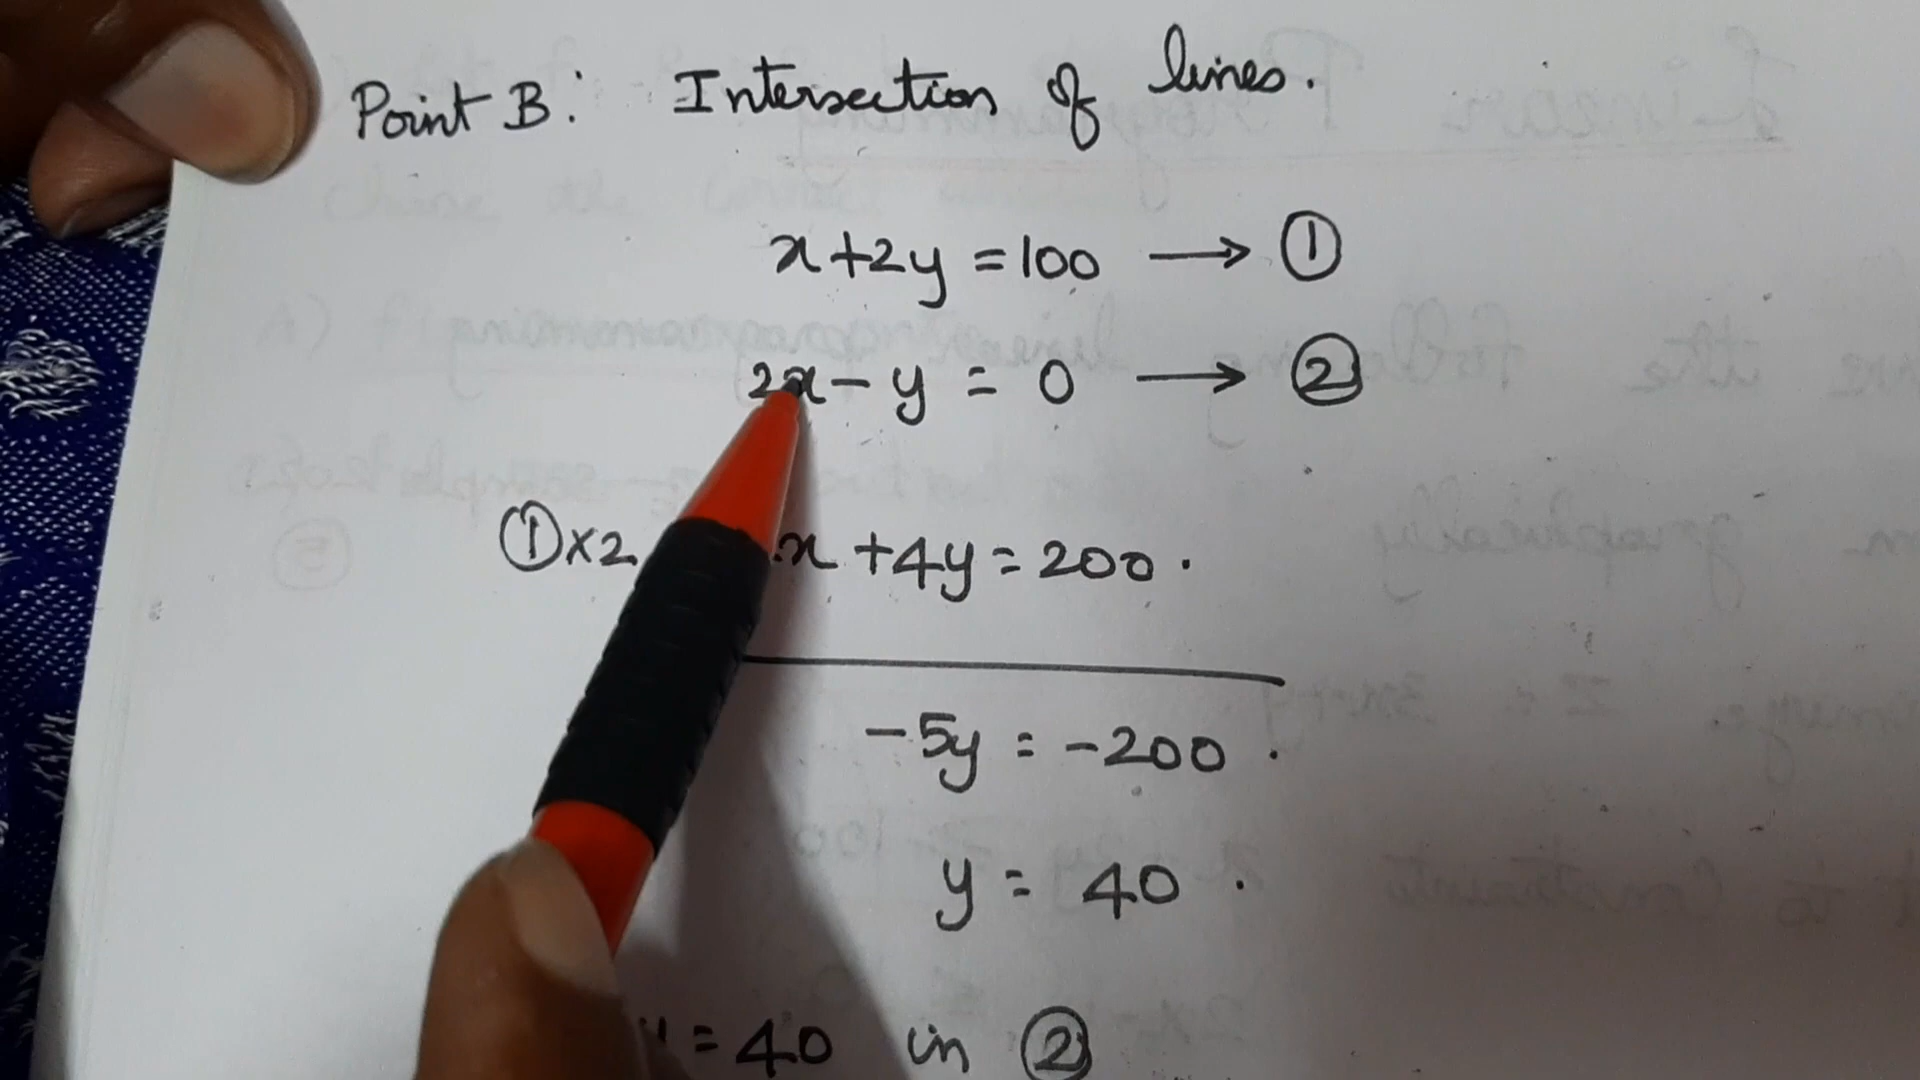 Point B: Intersection of lines.
x+2y = 100 → ①
2x - y = 0 → ②
①×2 x + 4y = 200.
-5y = -200.
y = 40.
= 40 in ②